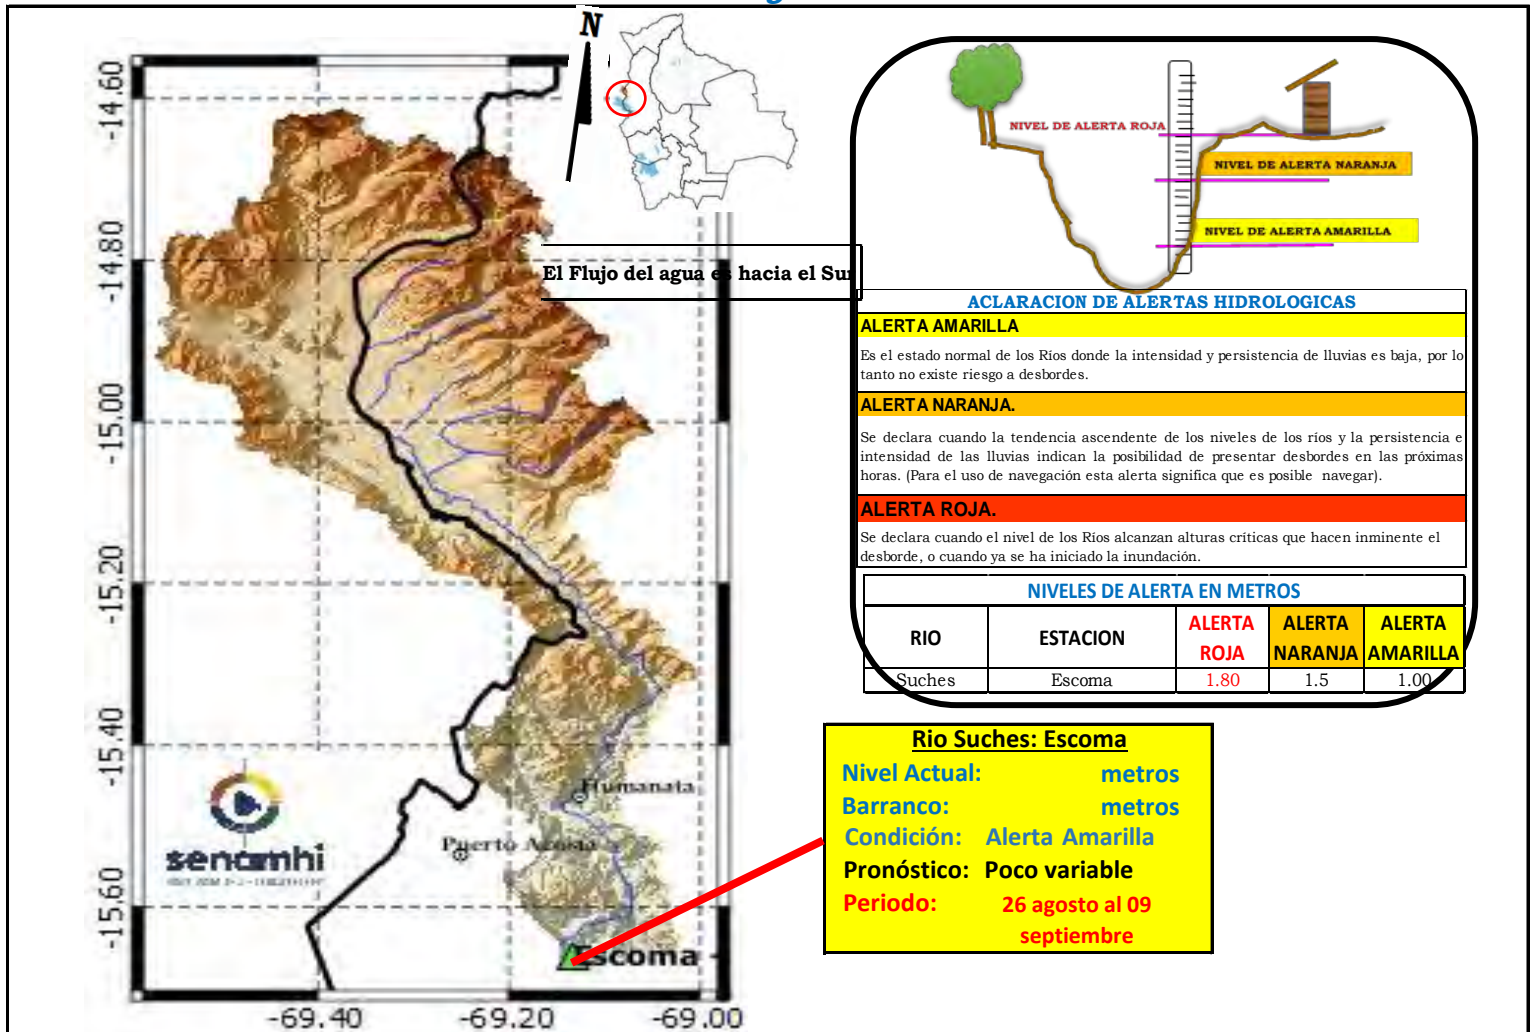 N
-14.60
-14.80
-15.00
-15.20
-15.40
-15.60
-69.40
-69.20
-69.00
El Flujo del agua es hacia el Sur
Humanata
Puerto Acosta
Escoma
senamhi
NIVEL DE ALERTA ROJA
NIVEL DE ALERTA NARANJA
NIVEL DE ALERTA AMARILLA
ACLARACION DE ALERTAS HIDROLOGICAS
ALERTA AMARILLA
Es el estado normal de los Ríos donde la intensidad y persistencia de lluvias es baja, por lo
tanto no existe riesgo a desbordes.
ALERTA NARANJA.
Se declara cuando la tendencia ascendente de los niveles de los ríos y la persistencia e
intensidad de las lluvias indican la posibilidad de presentar desbordes en las próximas
horas. (Para el uso de navegación esta alerta significa que es posible navegar).
ALERTA ROJA.
Se declara cuando el nivel de los Ríos alcanzan alturas críticas que hacen inminente el
desborde, o cuando ya se ha iniciado la inundación.
NIVELES DE ALERTA EN METROS
RIO ESTACION ALERTA ROJA ALERTA NARANJA ALERTA AMARILLA
Suches Escoma 1.80 1.5 1.00
Rio Suches: Escoma
Nivel Actual: metros
Barranco: metros
Condición: Alerta Amarilla
Pronóstico: Poco variable
Periodo: 26 agosto al 09
septiembre